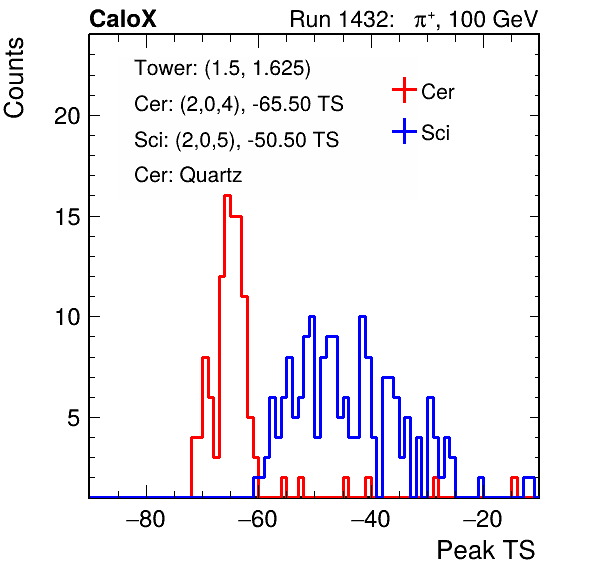 CaloX Run 1432: π⁺, 100 GeV
Counts
Tower: (1.5, 1.625)
Cer: (2,0,4), -65.50 TS
Sci: (2,0,5), -50.50 TS
Cer: Quartz
Cer
Sci
20
15
10
5
−80 −60 −40 −20
Peak TS